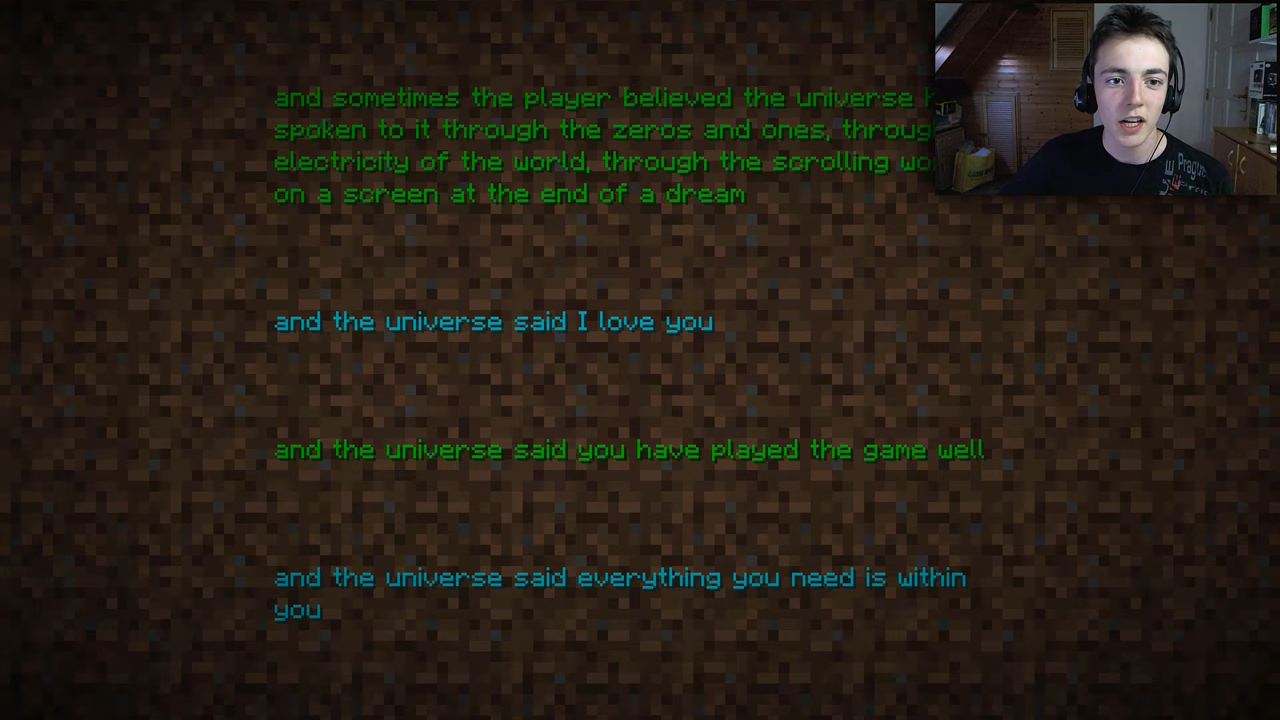 and sometimes the player believed the universe
spoken to it through the zeros and ones,
electricity of the world, through the scrolling
on a screen at the end of a dream
and the universe said I love you
and the universe said you have played the game well
and the universe said everything you need is within
you
Prague